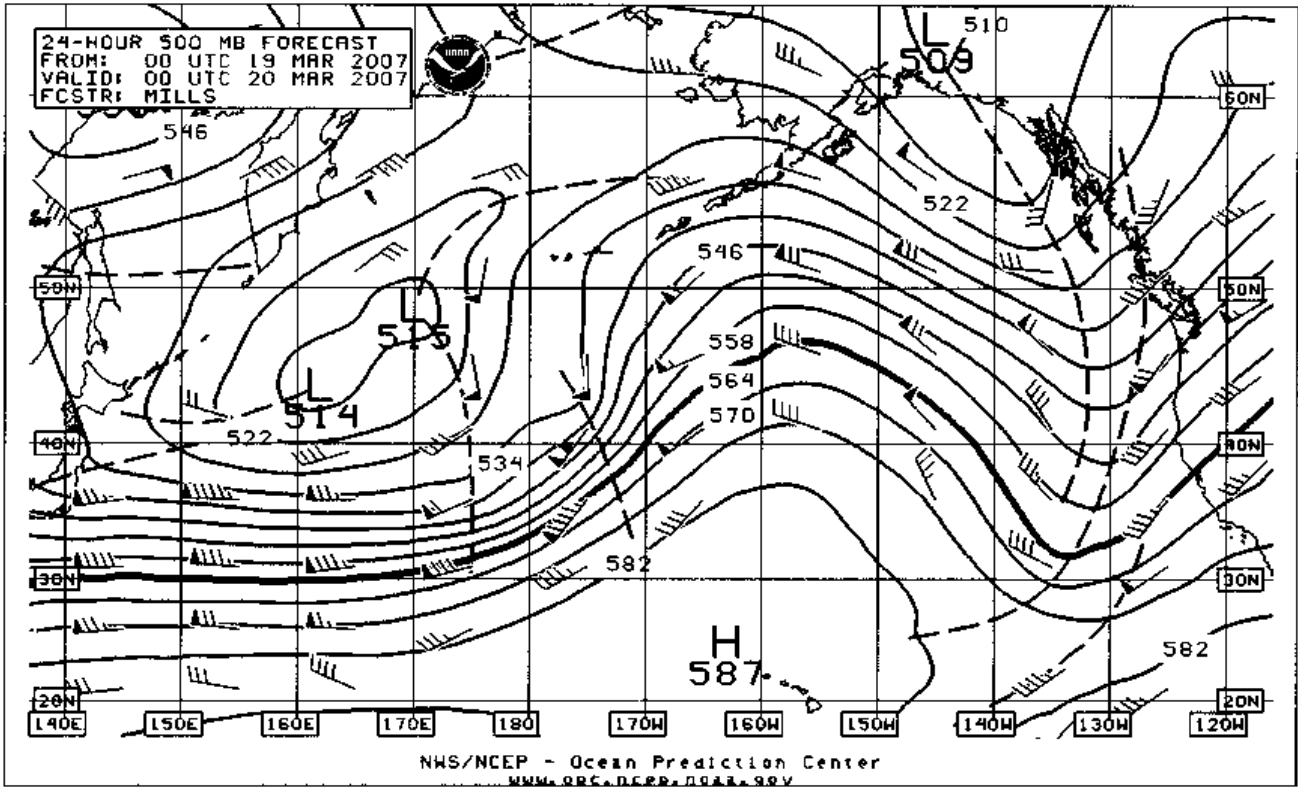 24-HOUR 500 MB FORECAST
FROM: 00 UTC 19 MAR 2007
VALID: 00 UTC 20 MAR 2007
FCSTR: MILLS
NOAA
L 510
509
60N 60N
546
522
546
50N 50N
L
515
558
L
514
564
570
522
40N 40N
534
582
30N 30N
H
587
582
20N 20N
140E 150E 160E 170E 180 170W 160W 150W 140W 130W 120W
NWS/NCEP - Ocean Prediction Center
www.opc.ncep.noaa.gov